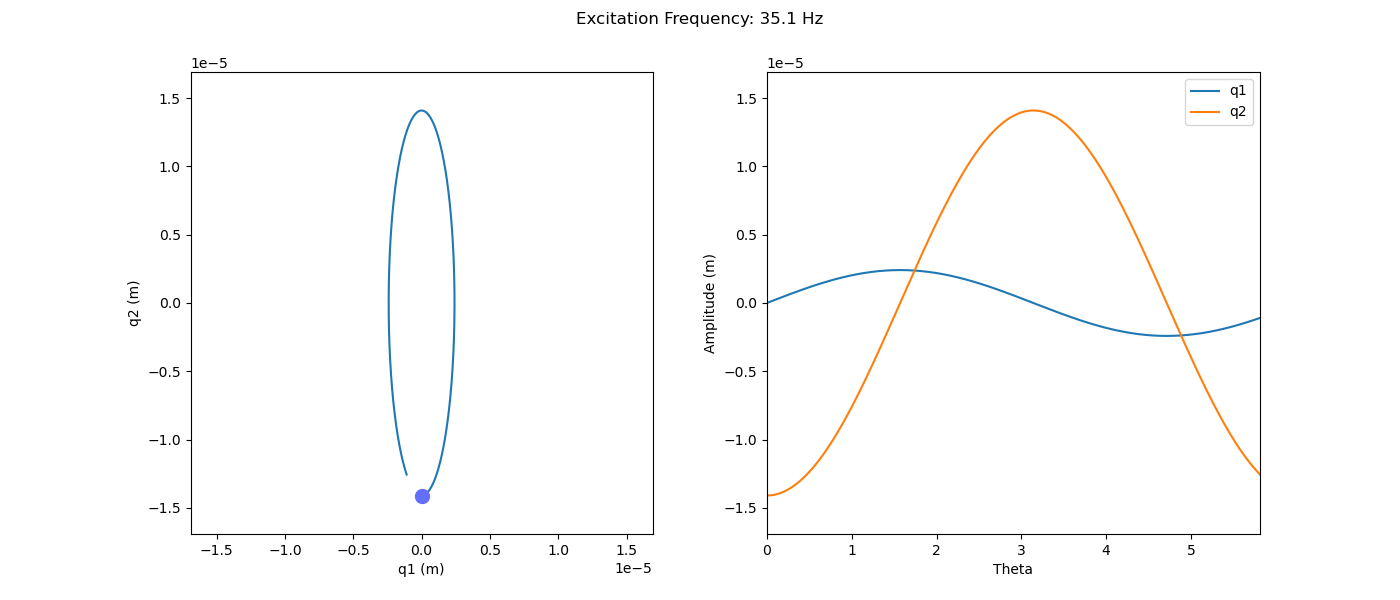 Excitation Frequency: 35.1 Hz
1e−5
1.5
1.0
0.5
0.0
−0.5
−1.0
−1.5
q2 (m)
−1.5 −1.0 −0.5 0.0 0.5 1.0 1.5
q1 (m)
1e−5
1e−5
1.5
1.0
0.5
0.0
−0.5
−1.0
−1.5
Amplitude (m)
q1
q2
0 1 2 3 4 5
Theta